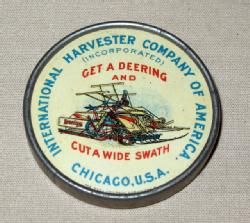 INTERNATIONAL HARVESTER COMPANY OF AMERICA.
(INCORPORATED)
GET A DEERING
AND
CUT A WIDE SWATH
CHICAGO, U.S.A.